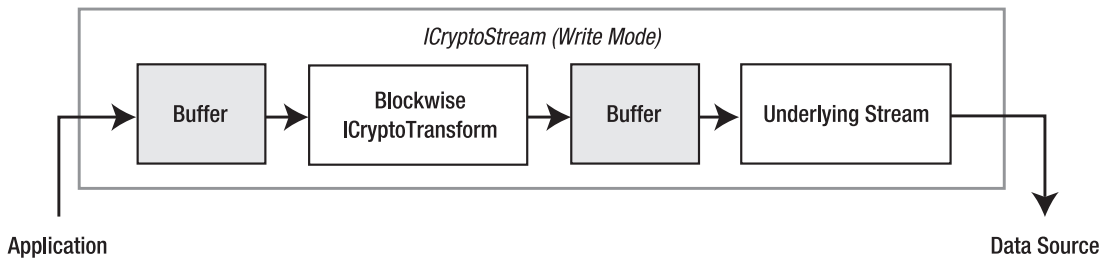 ICryptoStream (Write Mode)
Buffer
Blockwise
ICryptoTransform
Buffer
Underlying Stream
Application
Data Source